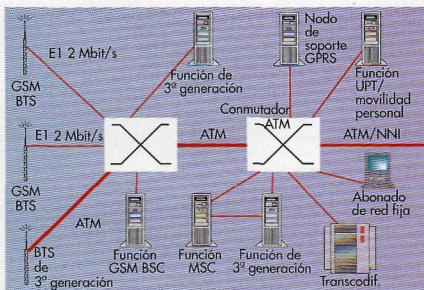 E1 2 Mbit/s
GSM
BTS
Función de
3ª generación
Nodo
de
soporte
GPRS
Función
UPT/
movilidad
personal
E1 2 Mbit/s
GSM
BTS
Conmutador
ATM
ATM
ATM/NNI
ATM
BTS
de
3ª generación
Función
GSM BSC
Función
MSC
Función de
3ª generación
Abonado
de red fija
Transcodif.